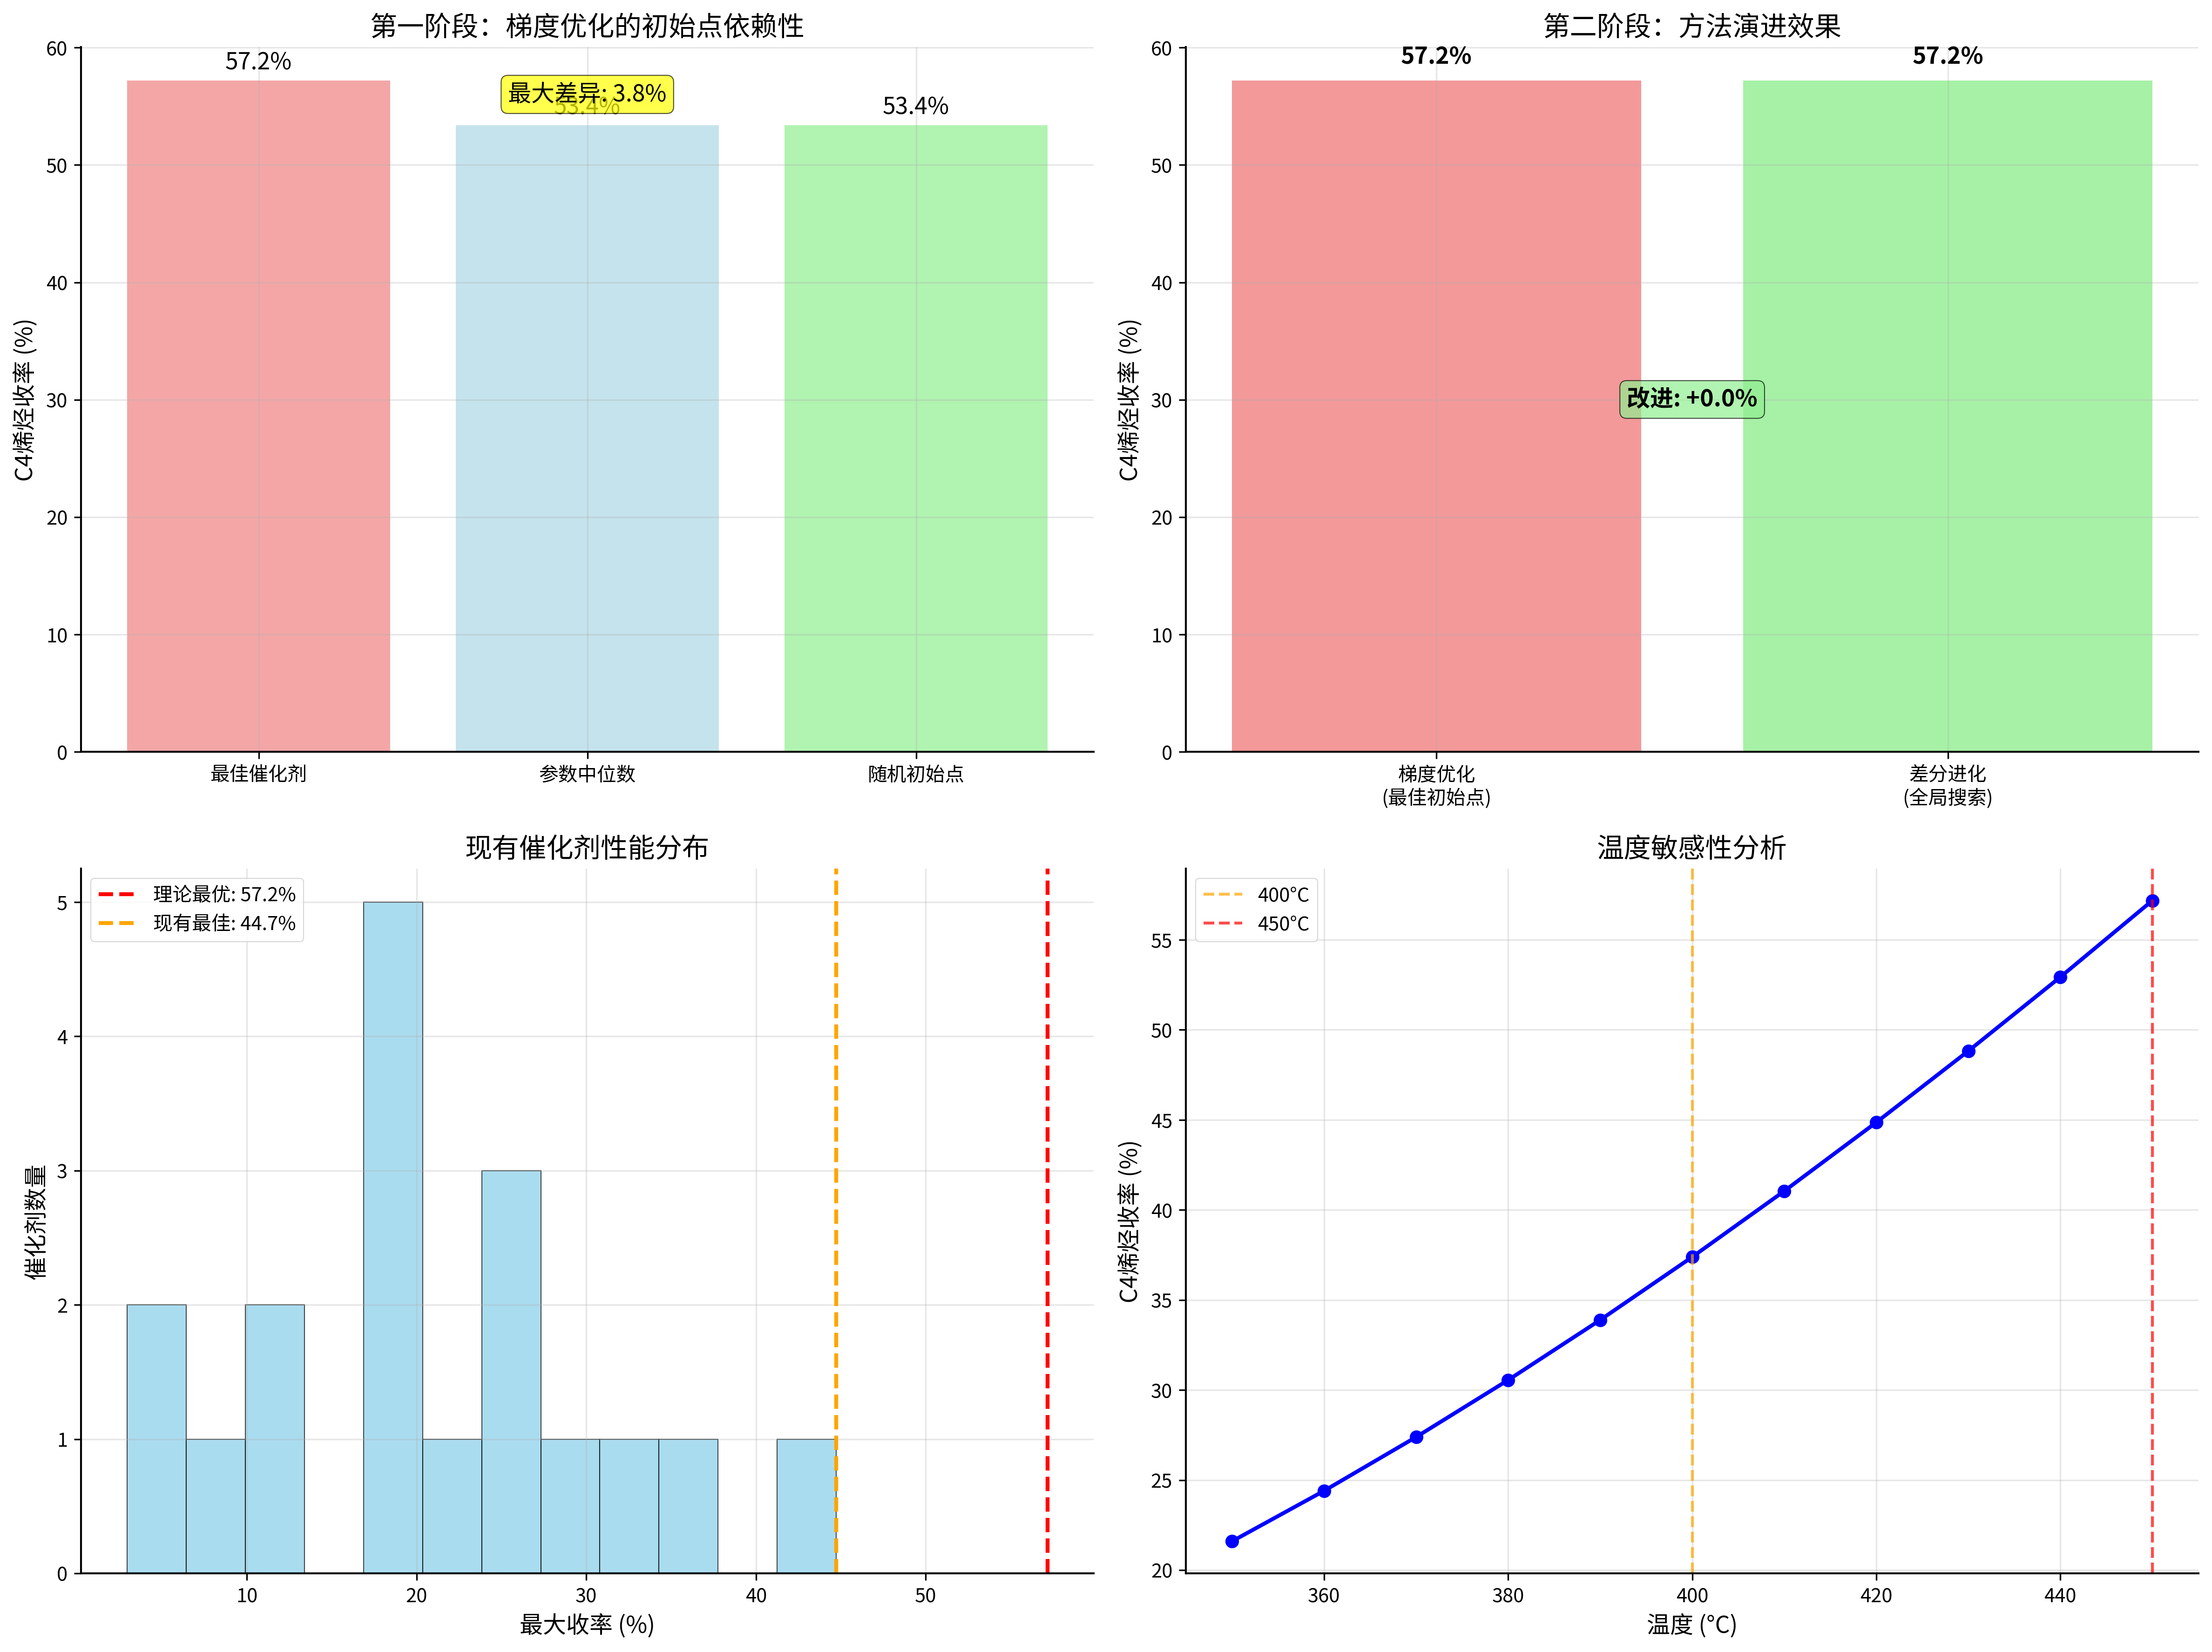 第一阶段：梯度优化的初始点依赖性
C4烯烃收率 (%)
60
50
40
30
20
10
0
57.2%
最大差异: 3.8%
53.4%
53.4%
最佳催化剂
参数中位数
随机初始点
第二阶段：方法演进效果
C4烯烃收率 (%)
60
50
40
30
20
10
0
57.2%
57.2%
改进: +0.0%
梯度优化
(最佳初始点)
差分进化
(全局搜索)
现有催化剂性能分布
理论最优: 57.2%
现有最佳: 44.7%
催化剂数量
5
4
3
2
1
0
10
20
30
40
50
最大收率 (%)
温度敏感性分析
400°C
450°C
C4烯烃收率 (%)
55
50
45
40
35
30
25
20
360
380
400
420
440
温度 (°C)